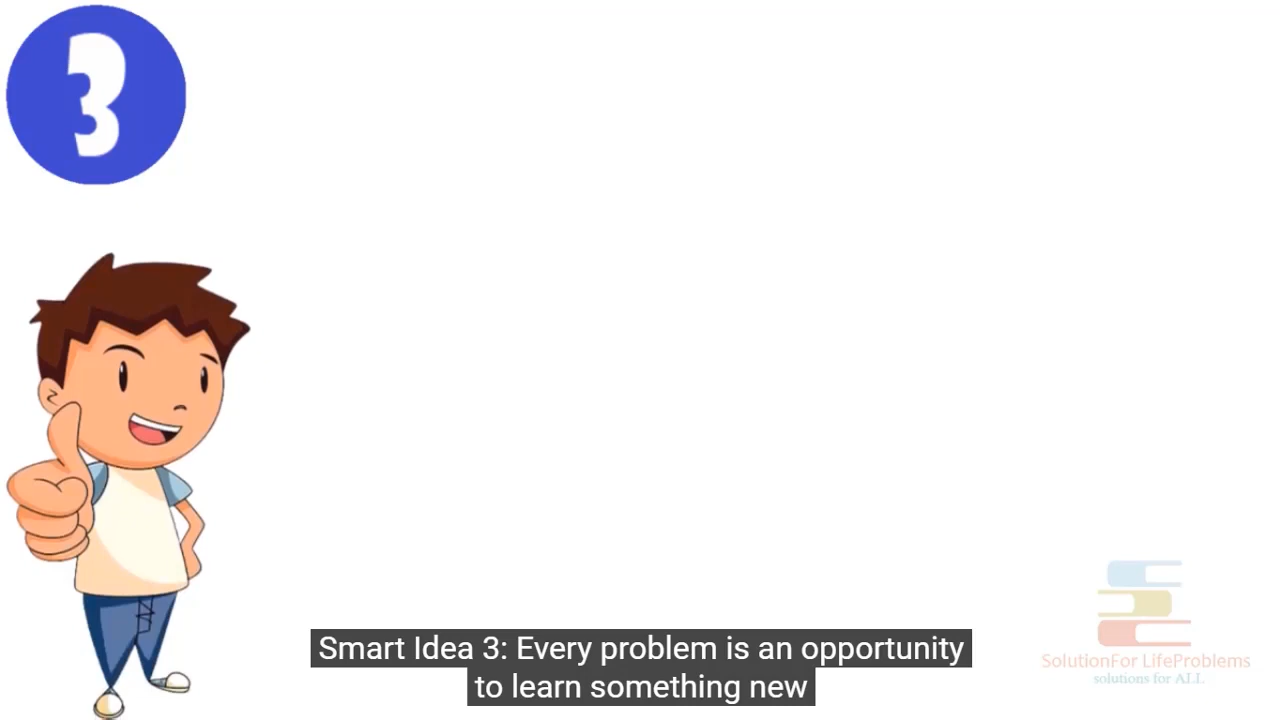 3
Smart Idea 3: Every problem is an opportunity
to learn something new
SolutionFor LifeProblems
solutions for ALL